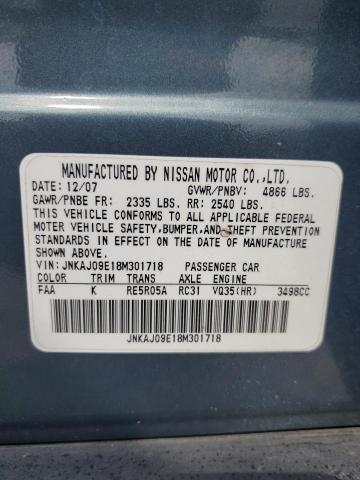 MANUFACTURED BY NISSAN MOTOR CO.,LTD.
DATE: 12/07 GVWR/PNBV: 4866 LBS.
GAWR/PNBE FR: 2335 LBS. RR: 2540 LBS.
THIS VEHICLE CONFORMS TO ALL APPLICABLE FEDERAL
MOTOR VEHICLE SAFETY,BUMPER,AND THEFT PREVENTION
STANDARDS IN EFFECT ON THE DATE OF MANUFACTURE
SHOWN ABOVE.
VIN: JNKAJ09E18M301718 PASSENGER CAR
COLOR TRIM TRANS AXLE ENGINE
FAA K RE5R05A RC31 VQ35(HR) 3498CC
JNKAJ09E18M301718